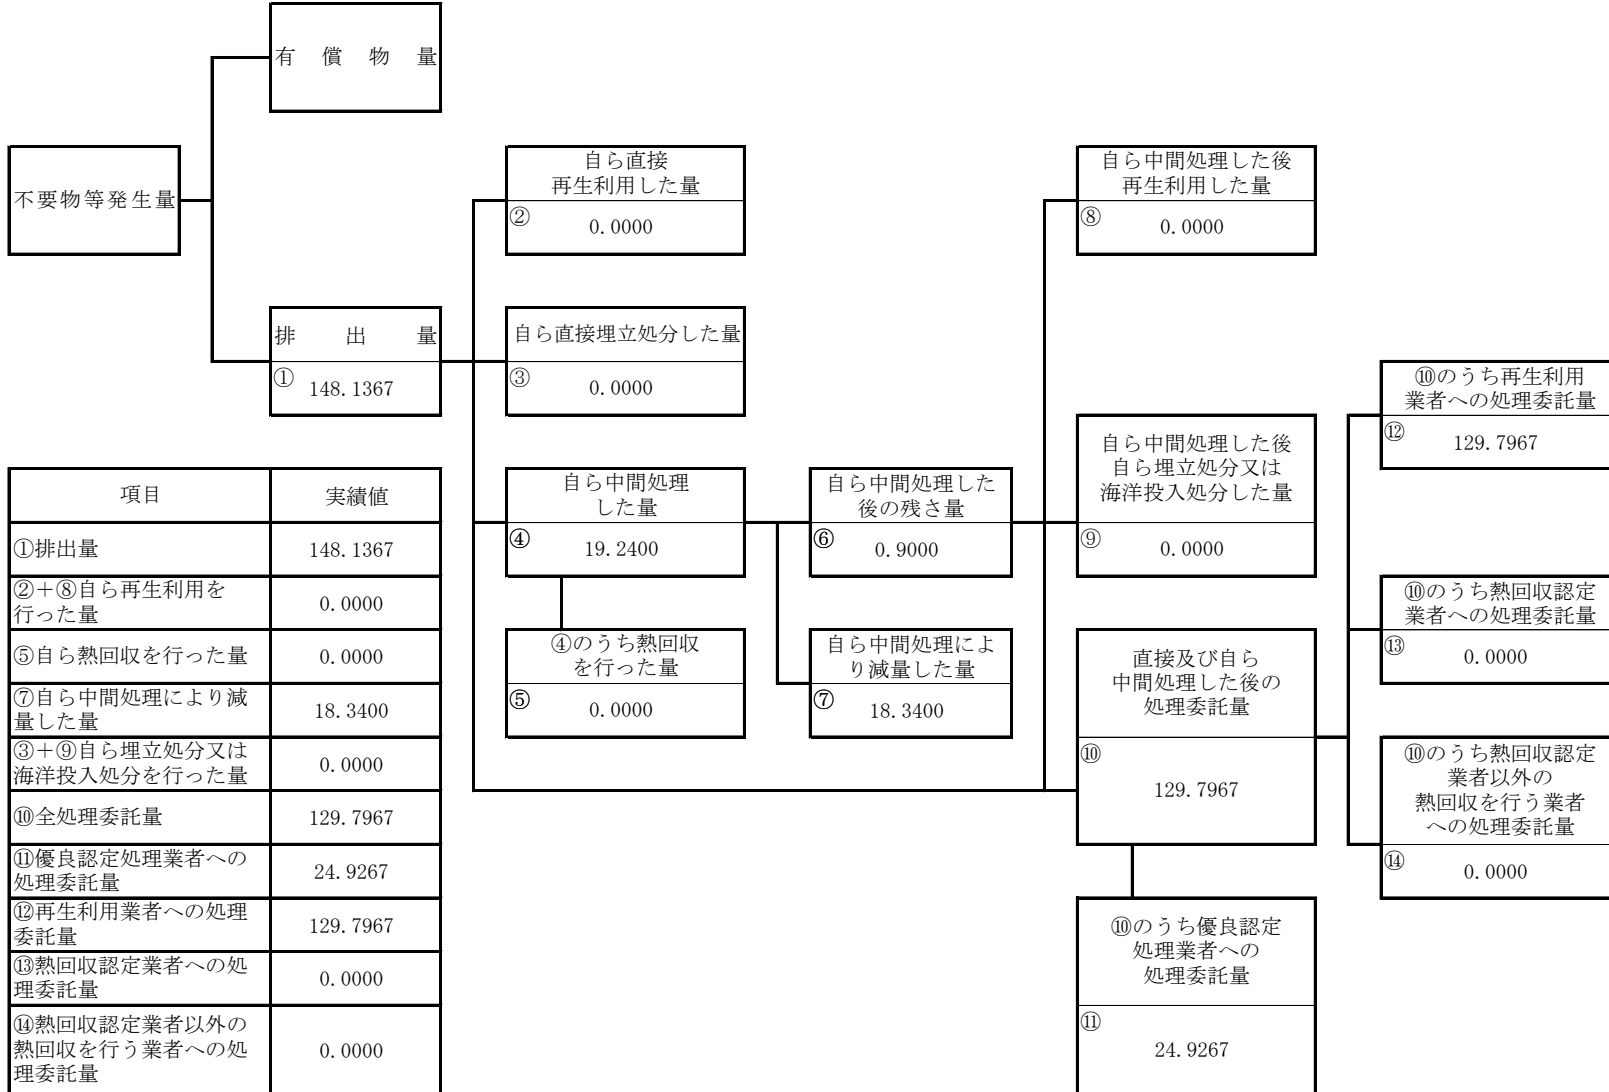 有償物量
不要物等発生量
自ら直接
再生利用した量
② 0.0000
自ら中間処理した後
再生利用した量
⑧ 0.0000
排出量
① 148.1367
自ら直接埋立処分した量
③ 0.0000
⑩のうち再生利用
業者への処理委託量
⑫ 129.7967
自ら中間処理した後
自ら埋立処分又は
海洋投入処分した量
⑨ 0.0000
自ら中間処理
した量
④ 19.2400
自ら中間処理した
後の残さ量
⑥ 0.9000
⑩のうち熱回収認定
業者への処理委託量
⑬ 0.0000
④のうち熱回収
を行った量
⑤ 0.0000
自ら中間処理によ
り減量した量
⑦ 18.3400
直接及び自ら
中間処理した後の
処理委託量
⑩ 129.7967
⑩のうち熱回収認定
業者以外の
熱回収を行う業者
への処理委託量
⑭ 0.0000
⑩のうち優良認定
処理業者への
処理委託量
⑪ 24.9267
項目 実績値
①排出量 148.1367
②＋⑧自ら再生利用を
行った量 0.0000
⑤自ら熱回収を行った量 0.0000
⑦自ら中間処理により減
量した量 18.3400
③＋⑨自ら埋立処分又は
海洋投入処分を行った量 0.0000
⑩全処理委託量 129.7967
⑪優良認定処理業者への
処理委託量 24.9267
⑫再生利用業者への処理
委託量 129.7967
⑬熱回収認定業者への処
理委託量 0.0000
⑭熱回収認定業者以外の
熱回収を行う業者への処
理委託量 0.0000